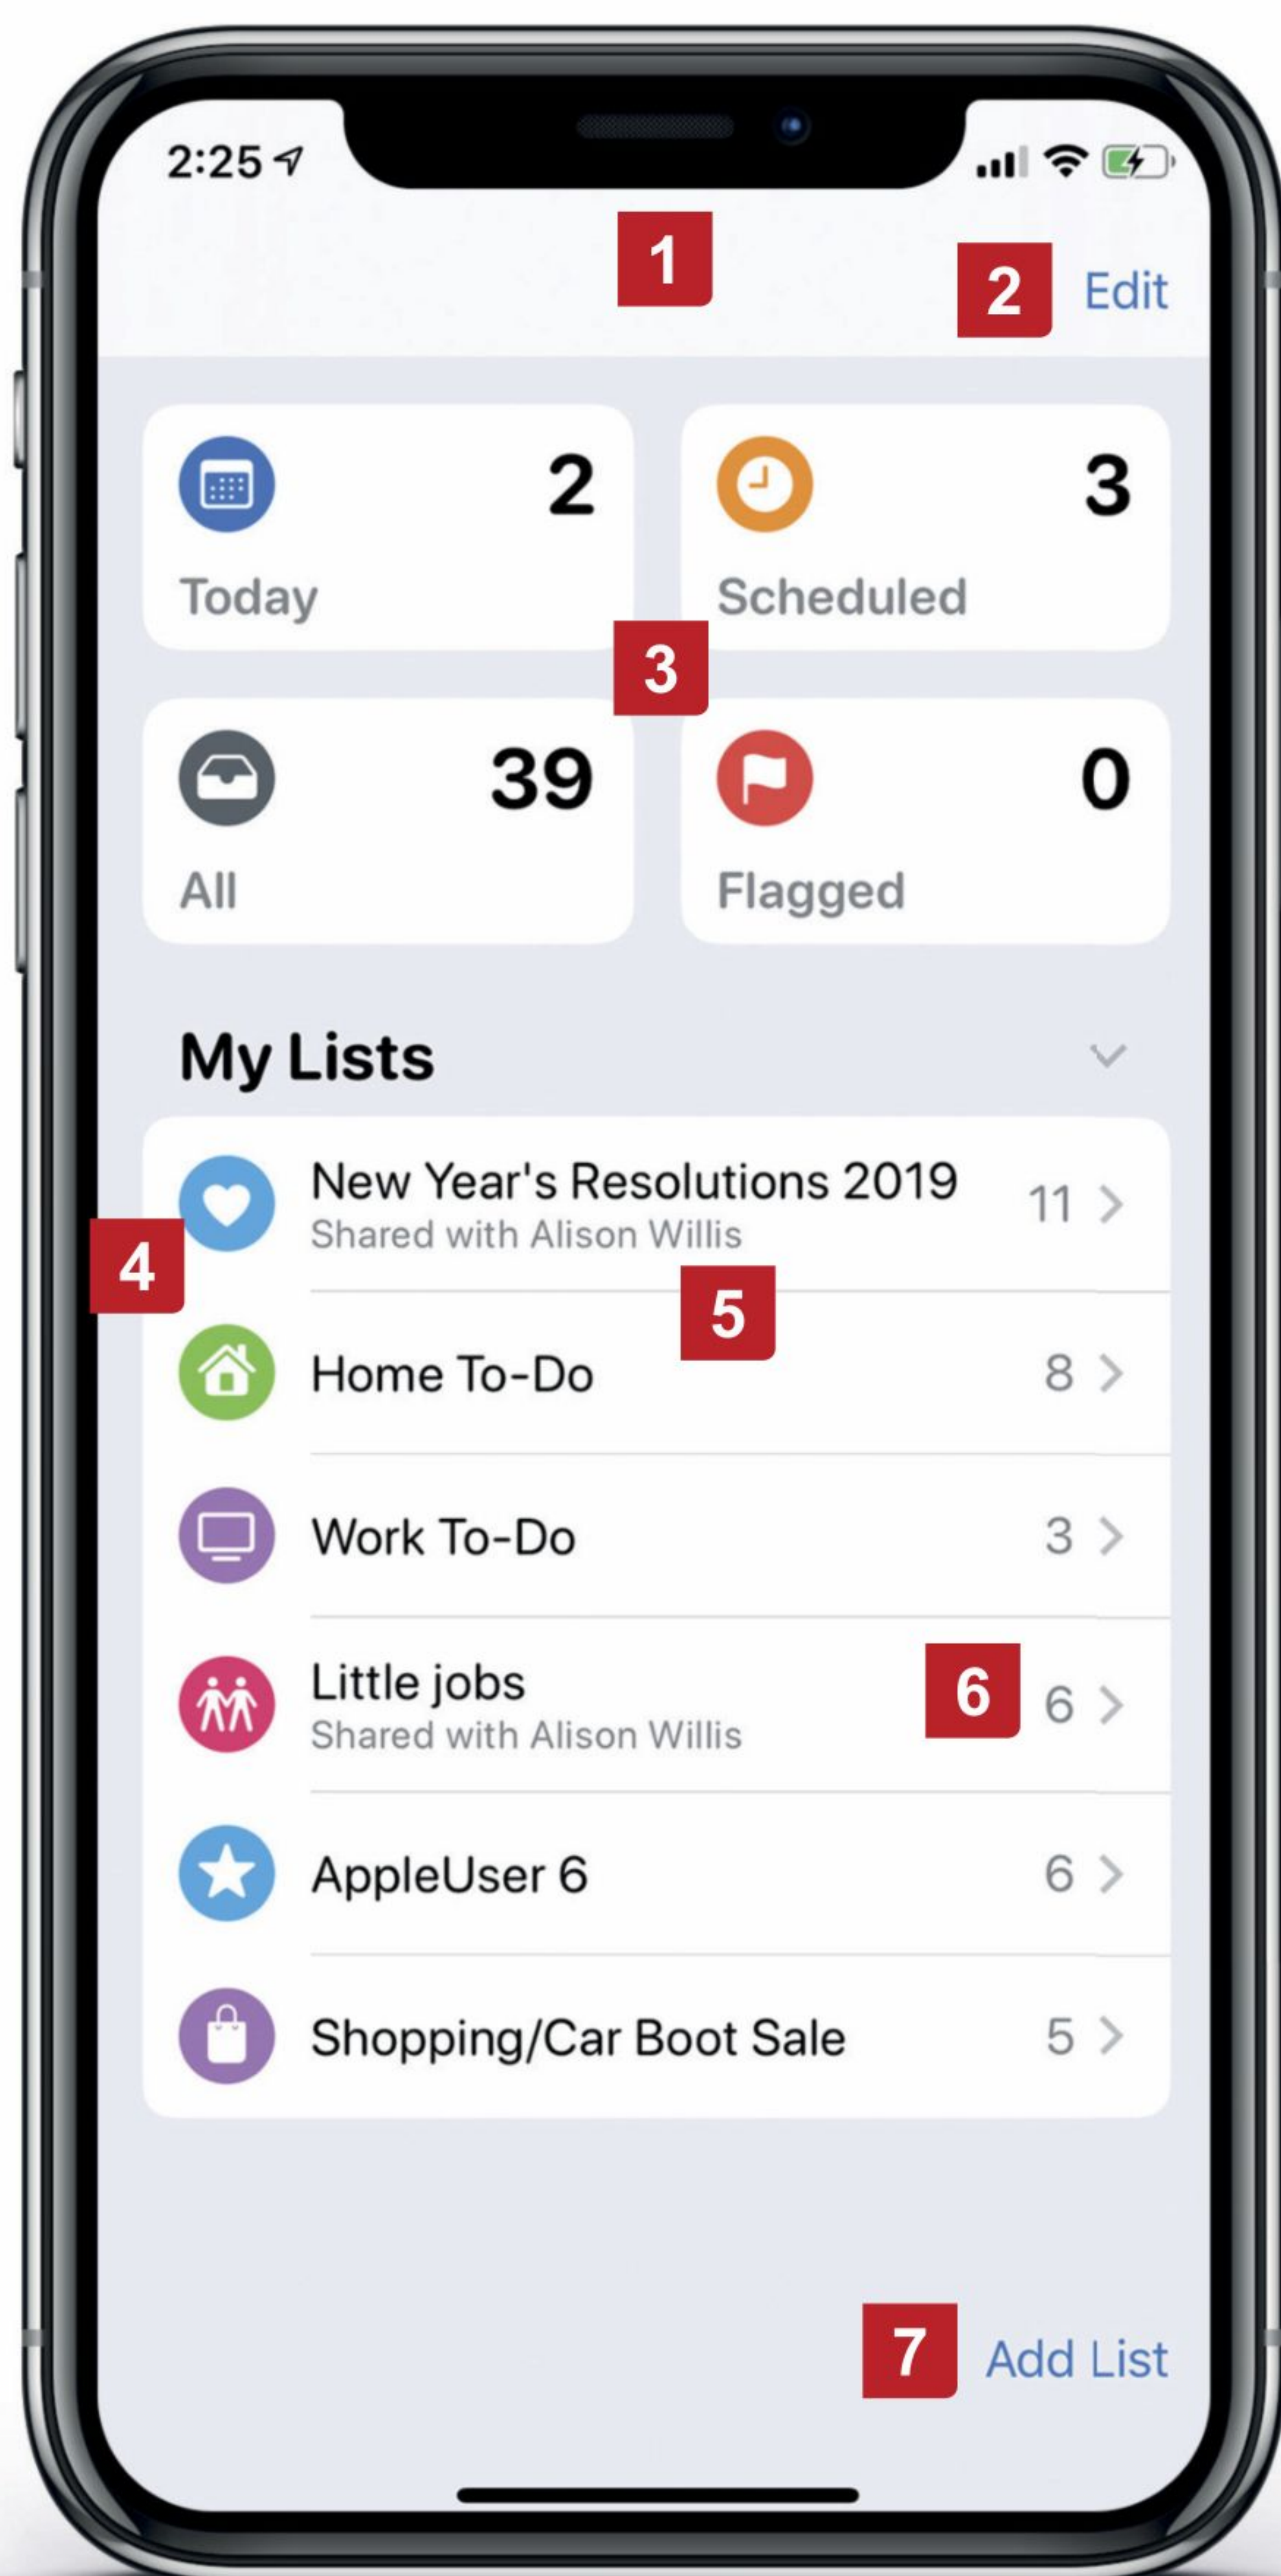 2:25
1
2 Edit
2 3
Today Scheduled
3
39 0
All Flagged
My Lists
New Year's Resolutions 2019 11
Shared with Alison Willis
4
5
Home To-Do 8
Work To-Do 3
Little jobs 6 6
Shared with Alison Willis
AppleUser 6 6
Shopping/Car Boot Sale 5
7 Add List